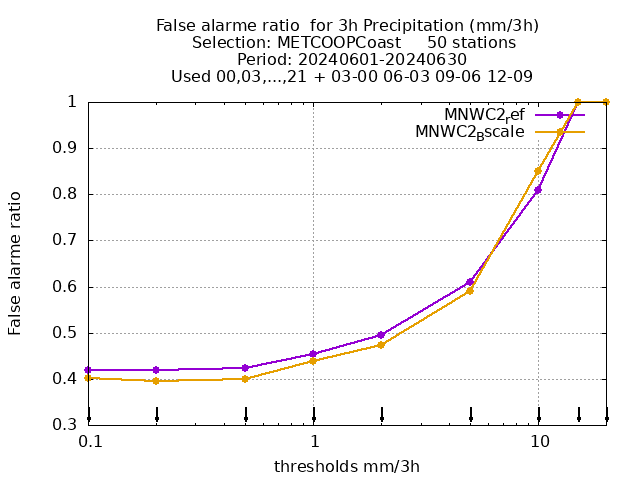 False alarme ratio  for 3h Precipitation (mm/3h)
Selection: METCOOPCoast     50 stations
Period: 20240601-20240630
Used 00,03,...,21 + 03-00 06-03 09-06 12-09
MNWC2ref
MNWC2Bscale
1
0.9
0.8
0.7
0.6
0.5
0.4
0.3
False alarme ratio
0.1 1 10
thresholds mm/3h